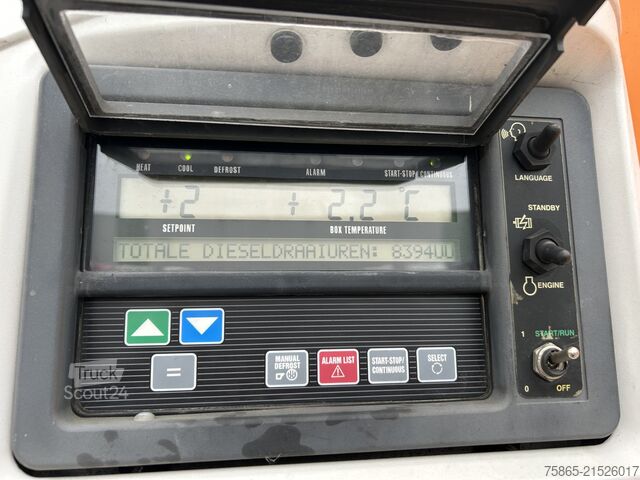 HEAT COOL DEFROST ALARM START-STOP/CONTINUOUS
+2 + 2.2 °C
SETPOINT BOX TEMPERATURE
TOTALE DIESELDRAAIUREN: 8394UU
LANGUAGE
STANDBY
ENGINE
1 START/RUN
0 OFF
=
MANUAL
DEFROST
ALARM LIST
START-STOP/
CONTINUOUS
SELECT
Truck
Scout24
75865-21526017